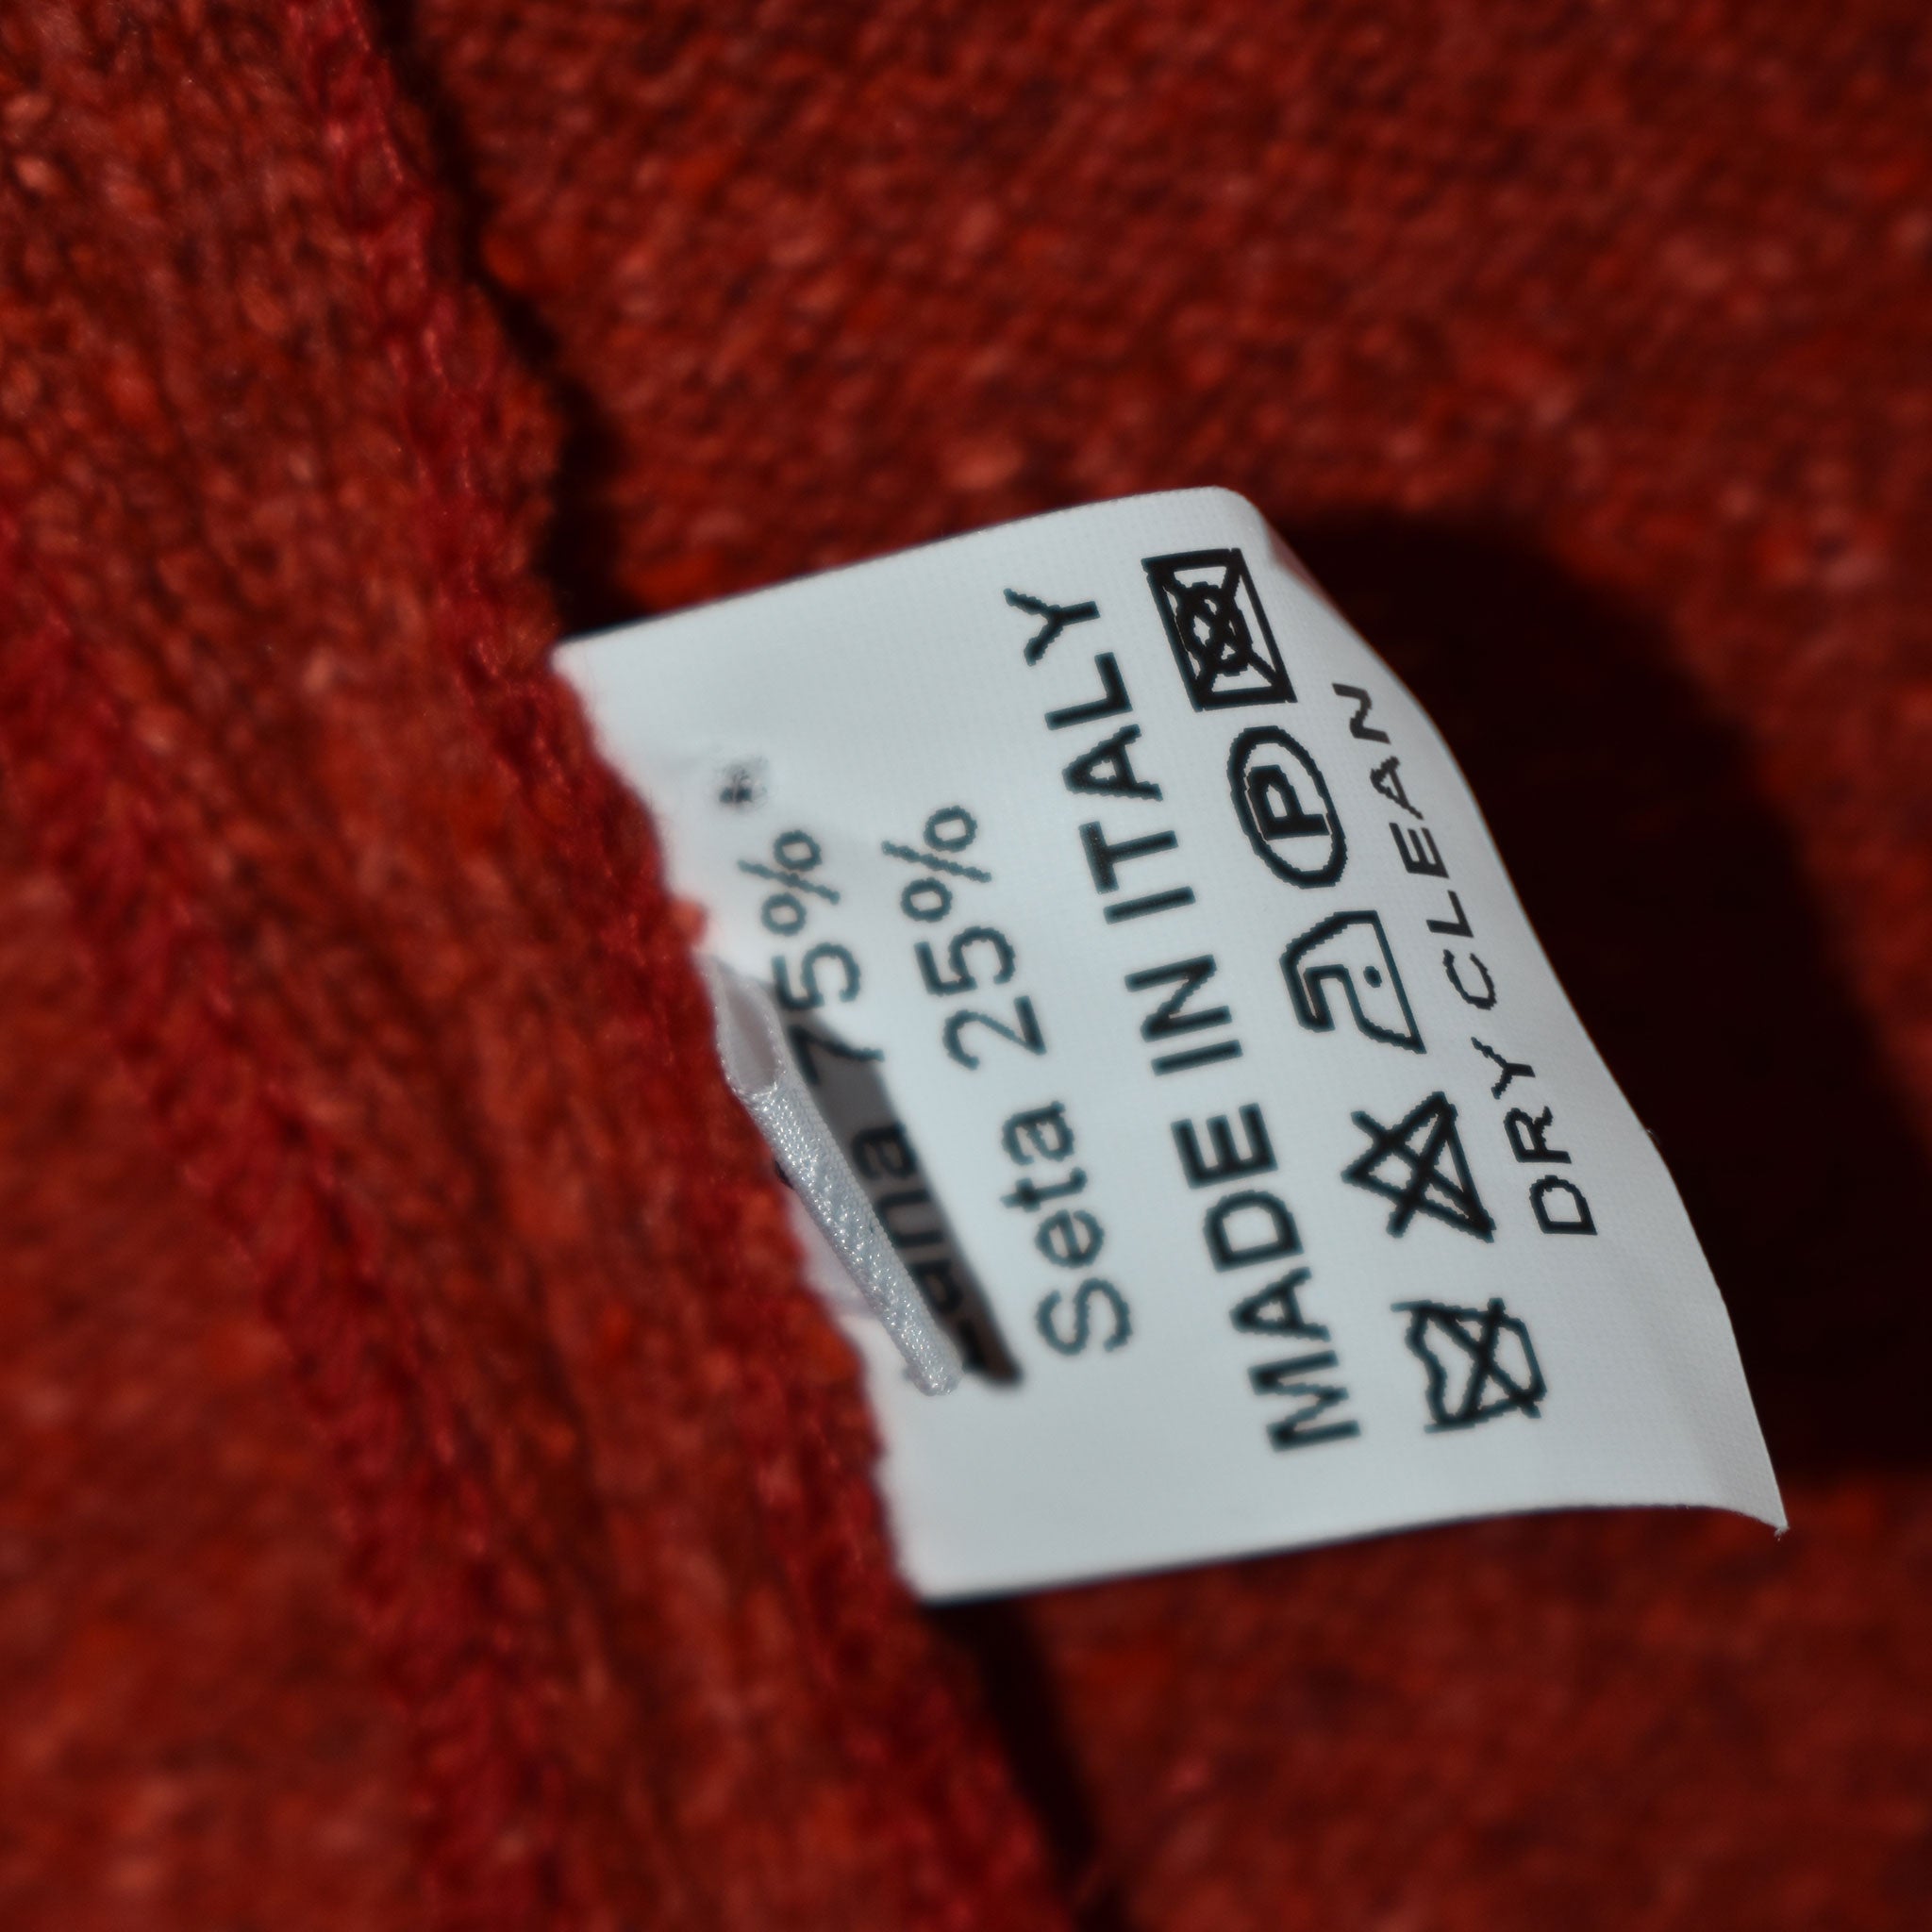 75%
Seta 25%
MADE IN ITALY
P
DRY CLEAN